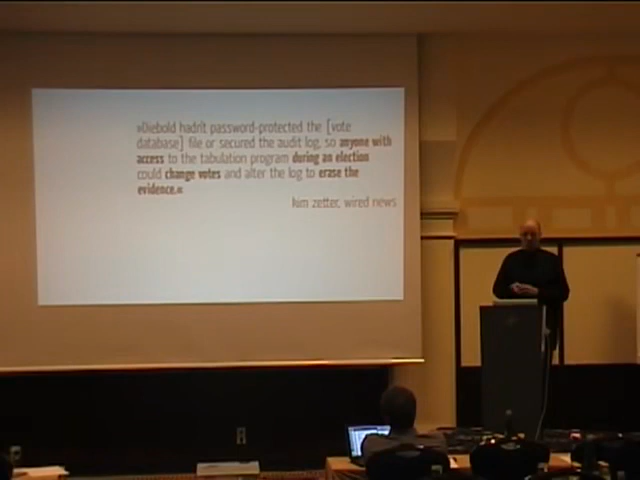 »Diebold hadn't password-protected the [vote
database] file or secured the audit log, so anyone with
access to the tabulation program during an election
could change votes and alter the log to erase the
evidence.«
kim zetter, wired news